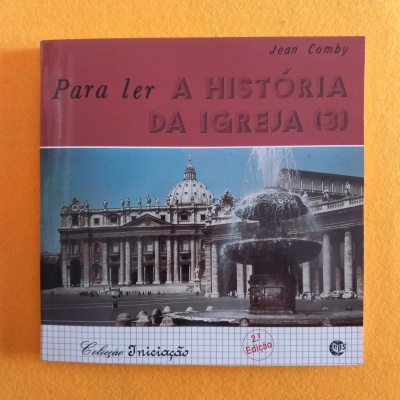 Jean Comby
Para ler A HISTÓRIA
DA IGREJA (3)
Colecção Iniciação
2.ª
Edição